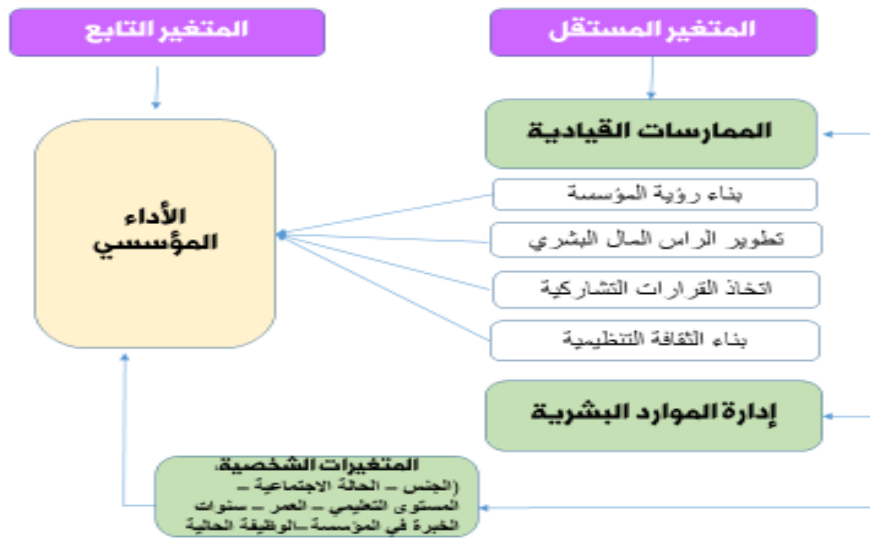 المتغير المستقل
المتغير التابع
الممارسات القيادية
بناء رؤية المؤسسة
تطوير الراس المال البشري
اتخاذ القرارات التشاركية
بناء الثقافة التنظيمية
إدارة الموارد البشرية
الأداء
المؤسسي
المتغيرات الشخصية:
(الجنس – الحالة الاجتماعية –
المستوى التعليمي – العمر – سنوات
الخبرة في المؤسسة –الوظيفة الحالية